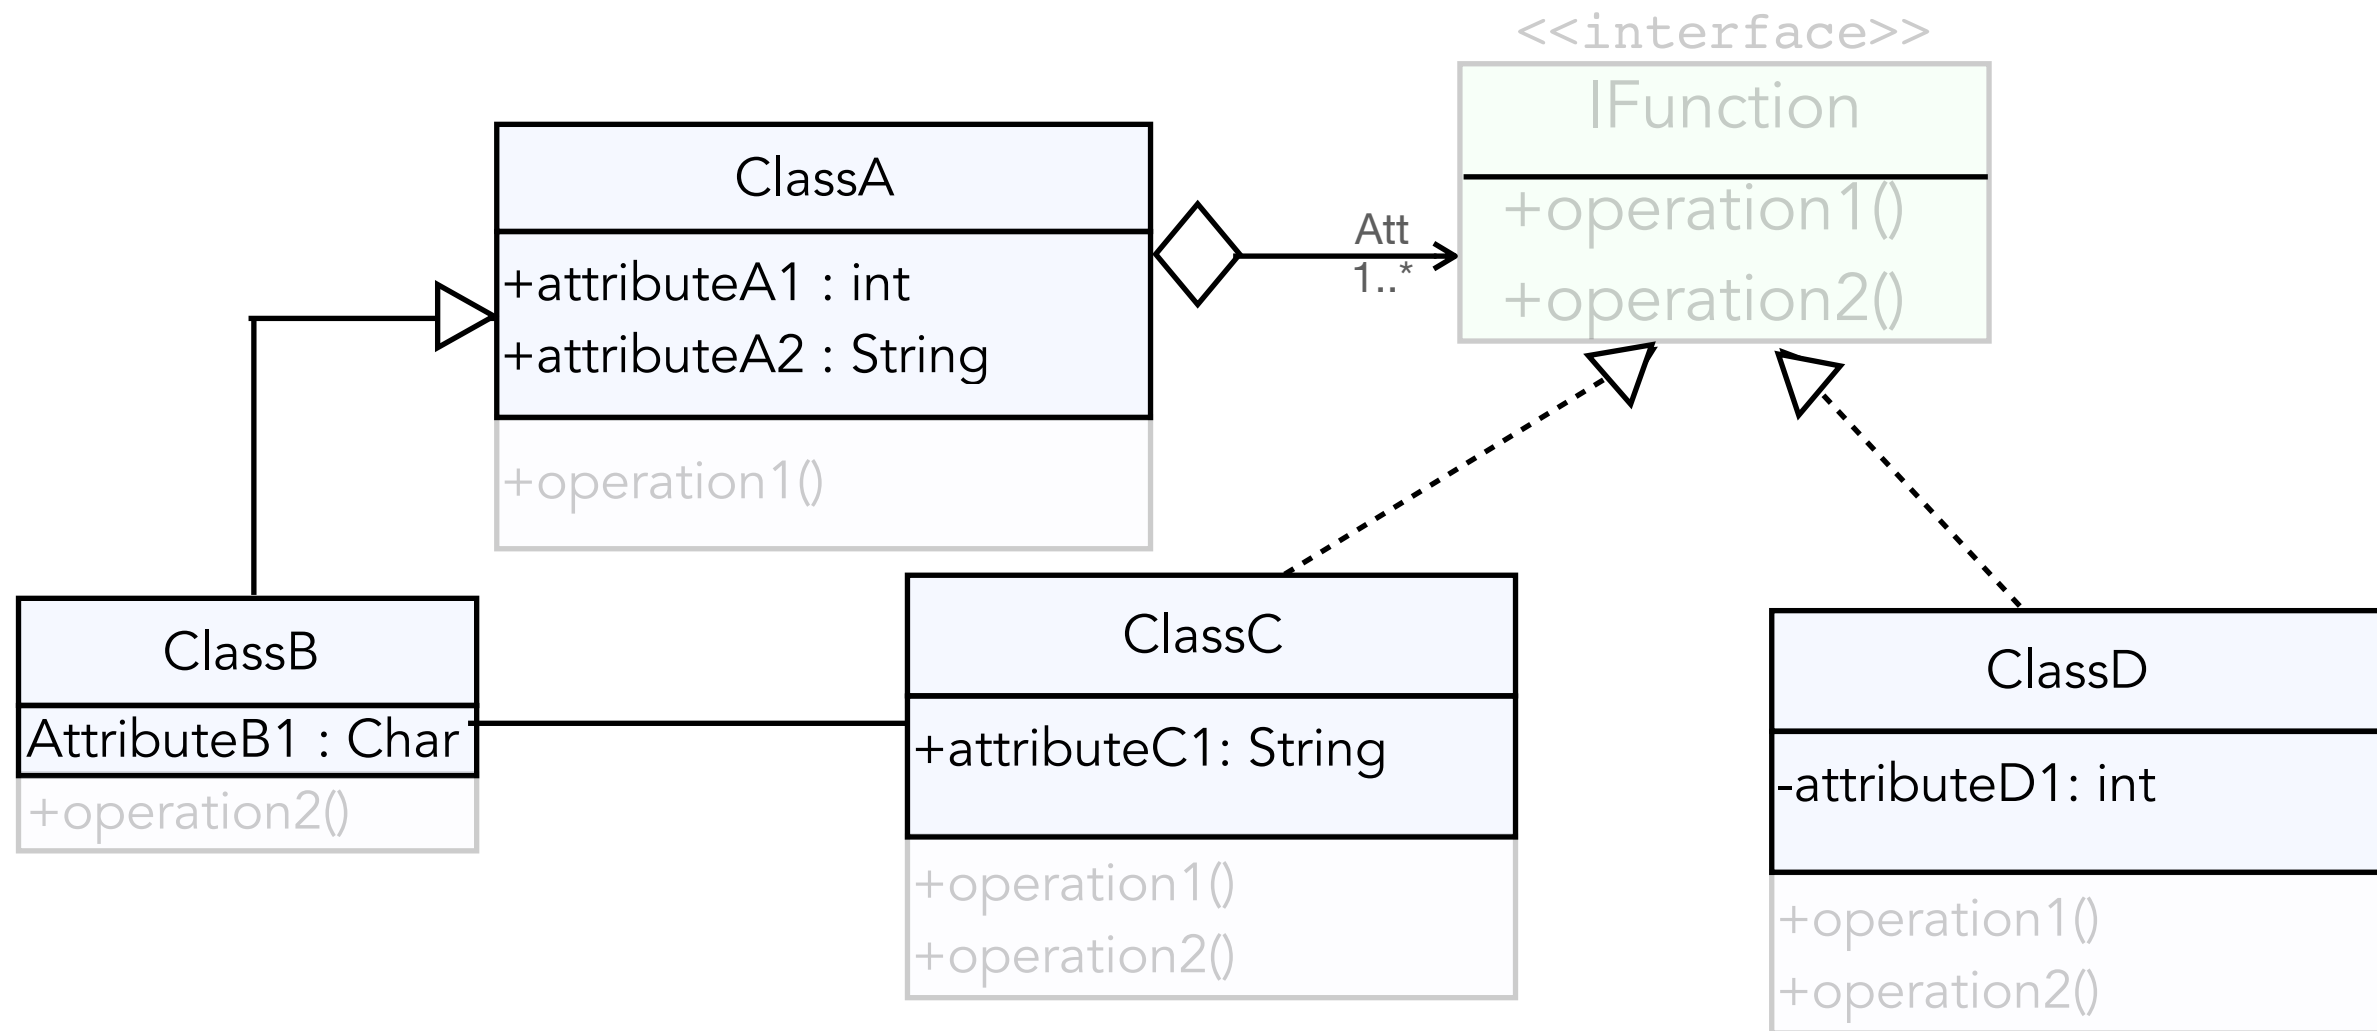 <<interface>>
IFunction
+operation1()
+operation2()
ClassA
+attributeA1 : int
+attributeA2 : String
+operation1()
Att
1..*
ClassB
AttributeB1 : Char
+operation2()
ClassC
+attributeC1: String
+operation1()
+operation2()
ClassD
-attributeD1: int
+operation1()
+operation2()